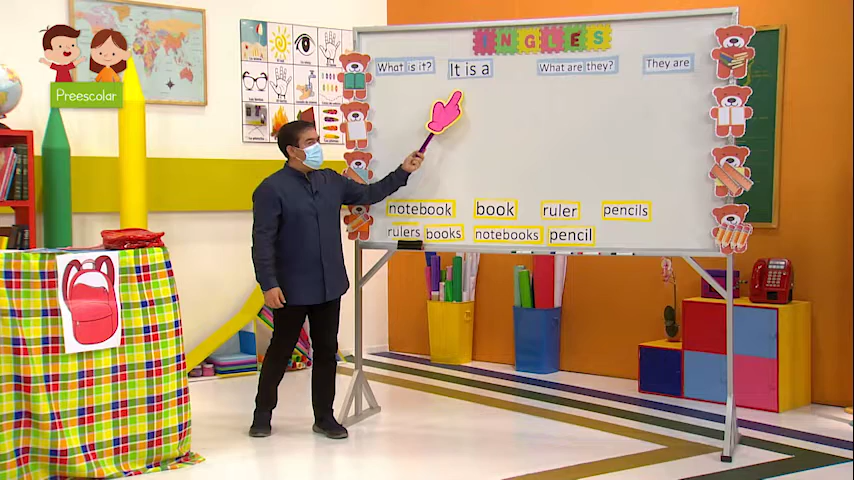 Preescolar
INGLES
What is it?
It is a
What are they?
They are
notebook
book
ruler
pencils
rulers
books
notebooks
pencil